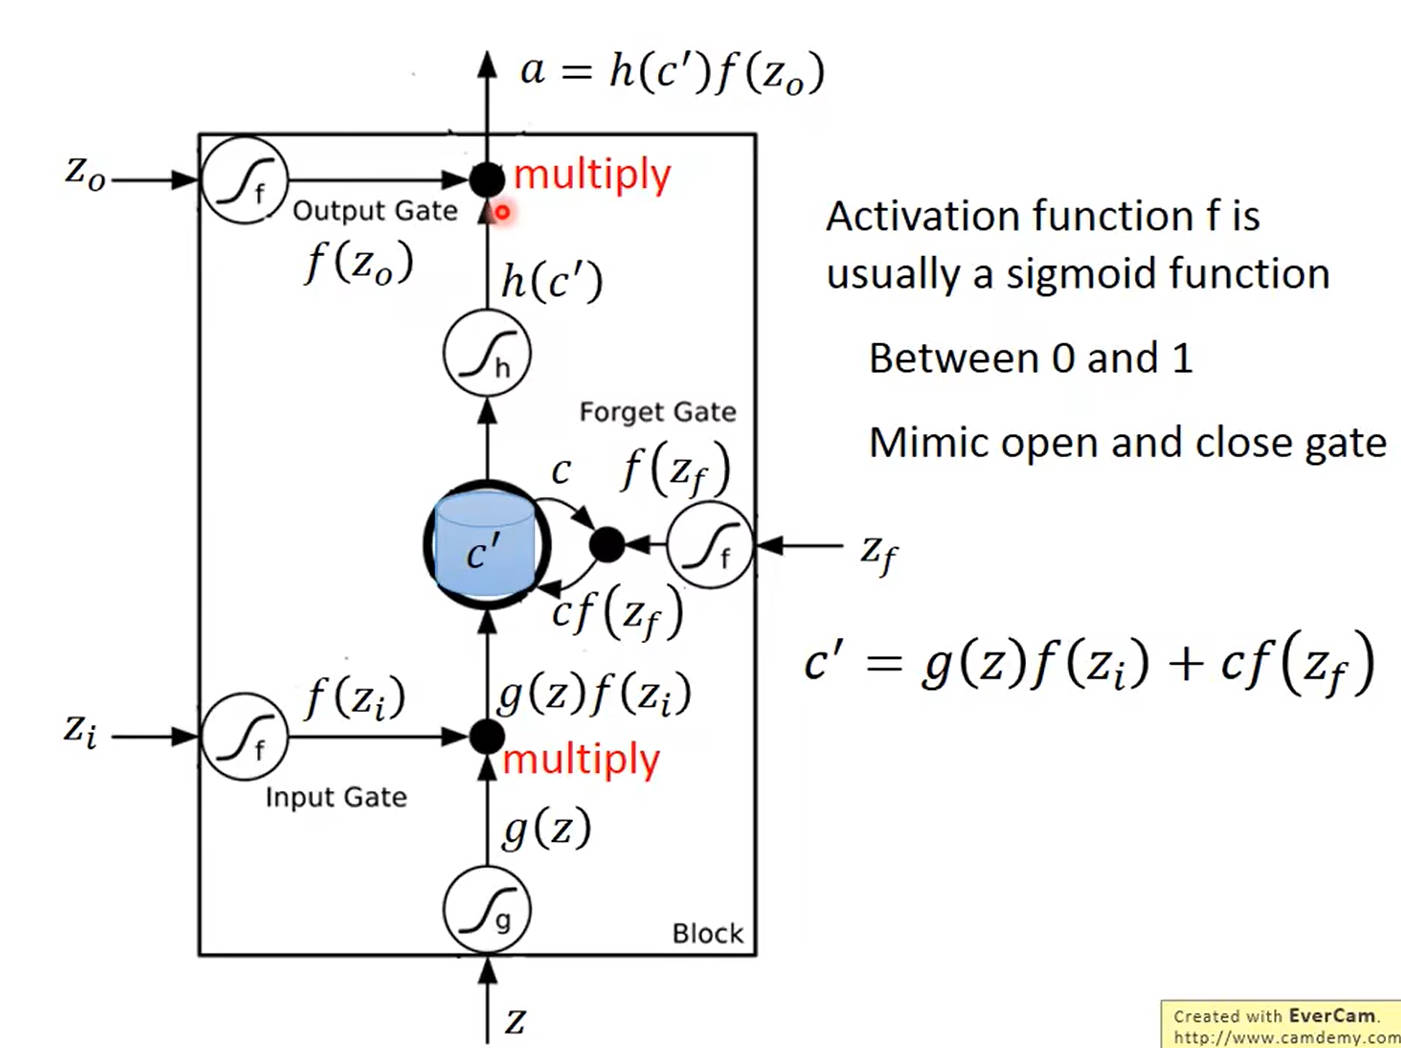 a = h(c′)f(z_o)
z_o
f
multiply
Output Gate
f(z_o)
h(c′)
h
Activation function f is
usually a sigmoid function
Between 0 and 1
Mimic open and close gate
Forget Gate
c
f(z_f)
c′
f
z_f
cf(z_f)
c′ = g(z)f(z_i) + cf(z_f)
f(z_i)
g(z)f(z_i)
z_i
f
multiply
Input Gate
g(z)
g
Block
z
Created with EverCam.
http://www.camdemy.com